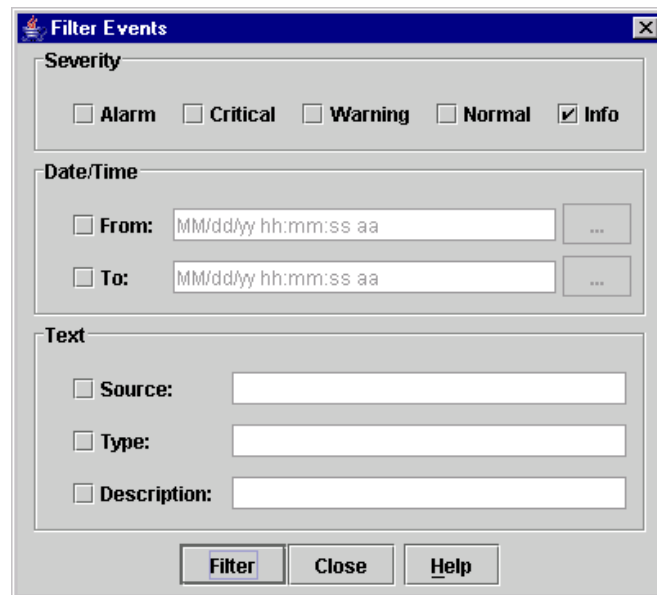 Filter Events
Severity
Alarm Critical Warning Normal Info
Date/Time
From: MM/dd/yy hh:mm:ss aa ...
To: MM/dd/yy hh:mm:ss aa ...
Text
Source:
Type:
Description:
Filter Close Help